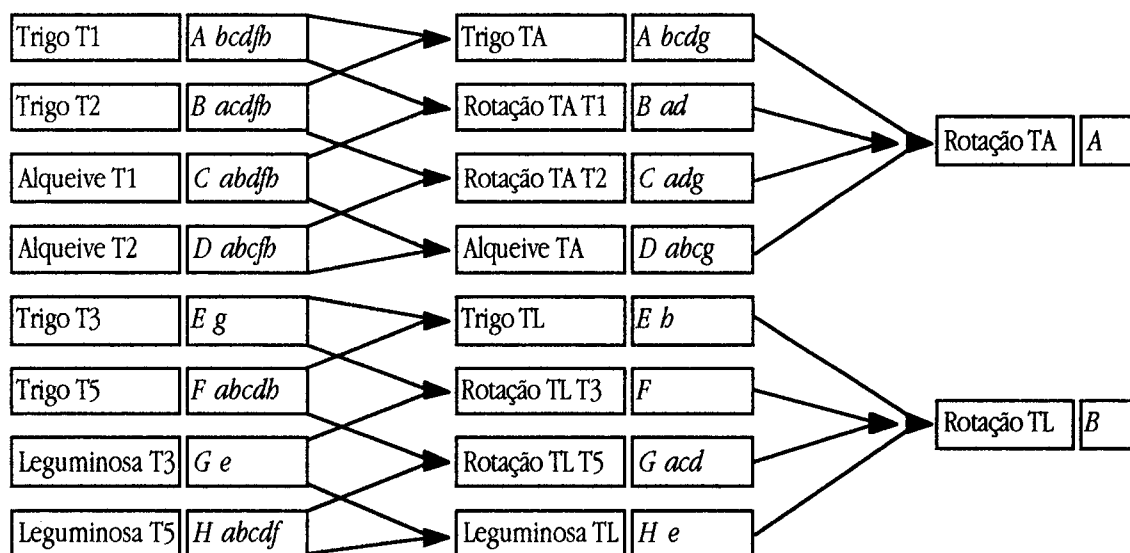 Trigo T1 A bcdfh Trigo TA A bcdg
Trigo T2 B acdfh Rotação TA T1 B ad
Rotação TA A
Alqueive T1 C abdfh Rotação TA T2 C adg
Alqueive T2 D abcfh Alqueive TA D abcg
Trigo T3 E g Trigo TL E h
Trigo T5 F abcdh Rotação TL T3 F
Rotação TL B
Leguminosa T3 G e Rotação TL T5 G acd
Leguminosa T5 H abcdf Leguminosa TL H e